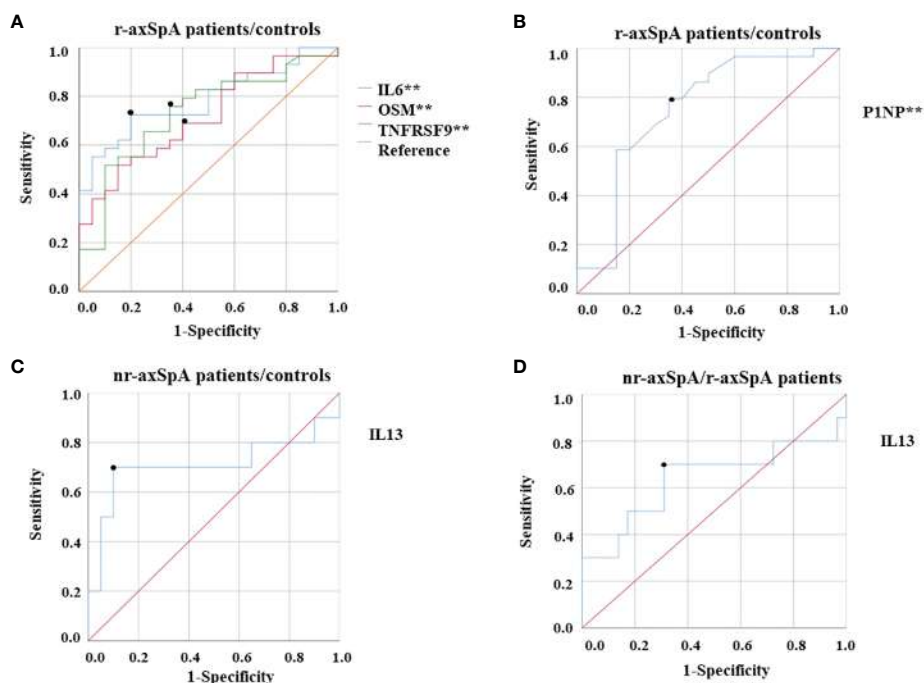 A
r-axSpA patients/controls
1.0
0.8
0.6
0.4
0.2
0.0
Sensitivity
0.0 0.2 0.4 0.6 0.8 1.0
1-Specificity
IL6**
OSM**
TNFRSF9**
Reference
B
r-axSpA patients/controls
1.0
0.8
0.6
0.4
0.2
0.0
Sensitivity
0.0 0.2 0.4 0.6 0.8 1.0
1-Specificity
P1NP**
C
nr-axSpA patients/controls
1.0
0.8
0.6
0.4
0.2
0.0
Sensitivity
0.0 0.2 0.4 0.6 0.8 1.0
1-Specificity
IL13
D
nr-axSpA/r-axSpA patients
1.0
0.8
0.6
0.4
0.2
0.0
Sensitivity
0.0 0.2 0.4 0.6 0.8 1.0
1-Specificity
IL13